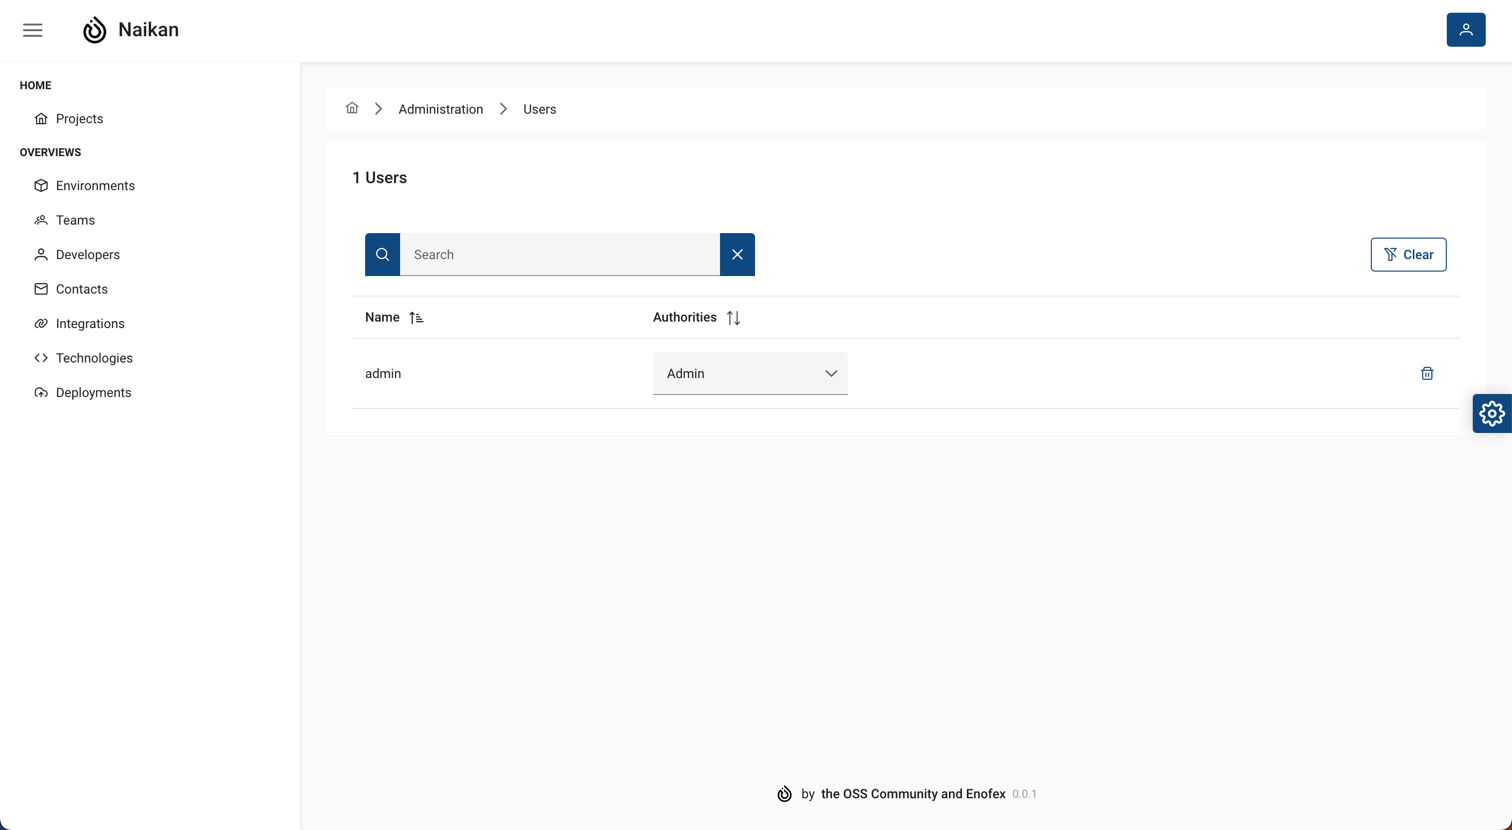 Naikan
HOME
Projects
OVERVIEWS
Environments
Teams
Developers
Contacts
Integrations
Technologies
Deployments
Administration
Users
1 Users
Search
Clear
Name
Authorities
admin
Admin
by the OSS Community and Enofex 0.0.1